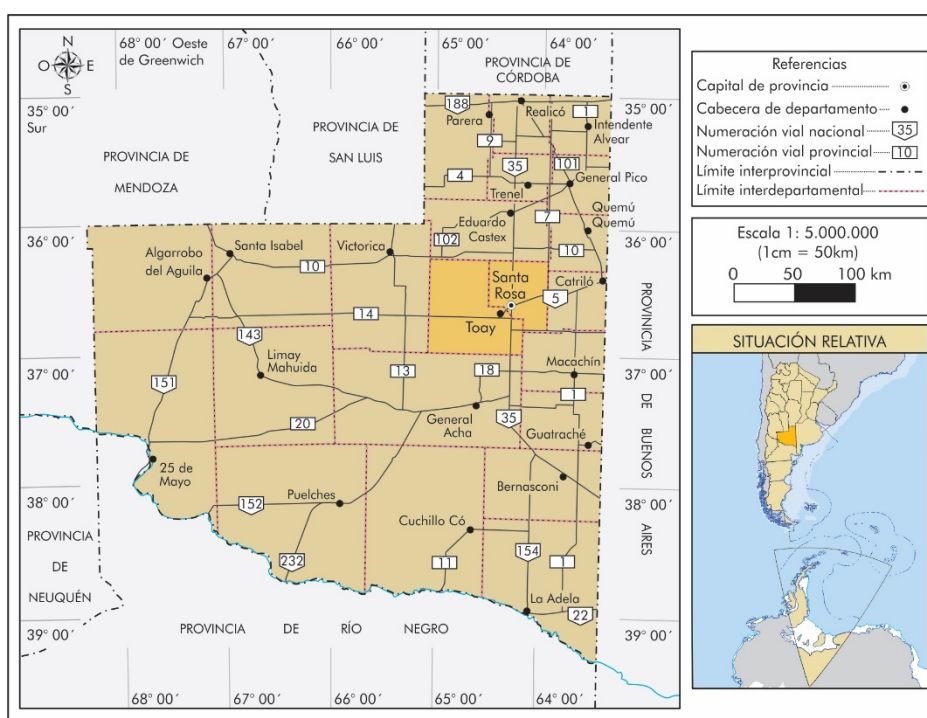 N
O
E
S
68° 00´ Oeste
de Greenwich
67° 00´
66° 00´
65° 00´
64° 00´
PROVINCIA DE
CÓRDOBA
35° 00´
Sur
PROVINCIA DE
MENDOZA
PROVINCIA DE
SAN LUIS
188
Realicó
1
Parera
Intendente
Alvear
9
35
101
4
General Pico
Trenel
Quemú
Quemú
7
Eduardo
Castex
36° 00´
36° 00´
Algarrobo
del Aguila
Santa Isabel
Victorica
102
10
10
Santa
Rosa
Catriló
5
14
Toay
143
37° 00´
37° 00´
Limay
Mahuida
Macachín
151
13
18
1
20
General
Acha
35
Guatraché
25 de
Mayo
Bernasconi
38° 00´
38° 00´
152
Puelches
Cuchillo Có
154
232
11
1
La Adela
22
39° 00´
39° 00´
PROVINCIA
DE
NEUQUÉN
PROVINCIA DE RÍO NEGRO
PROVINICIA
DE
BUENOS
AIRES
68° 00´
67° 00´
66° 00´
65° 00´
64° 00´
Referencias
Capital de provincia
Cabecera de departamento
Numeración vial nacional 35
Numeración vial provincial 10
Límite interprovincial
Límite interdepartamental
Escala 1: 5.000.000
(1cm = 50km)
0 50 100 km
SITUACIÓN RELATIVA